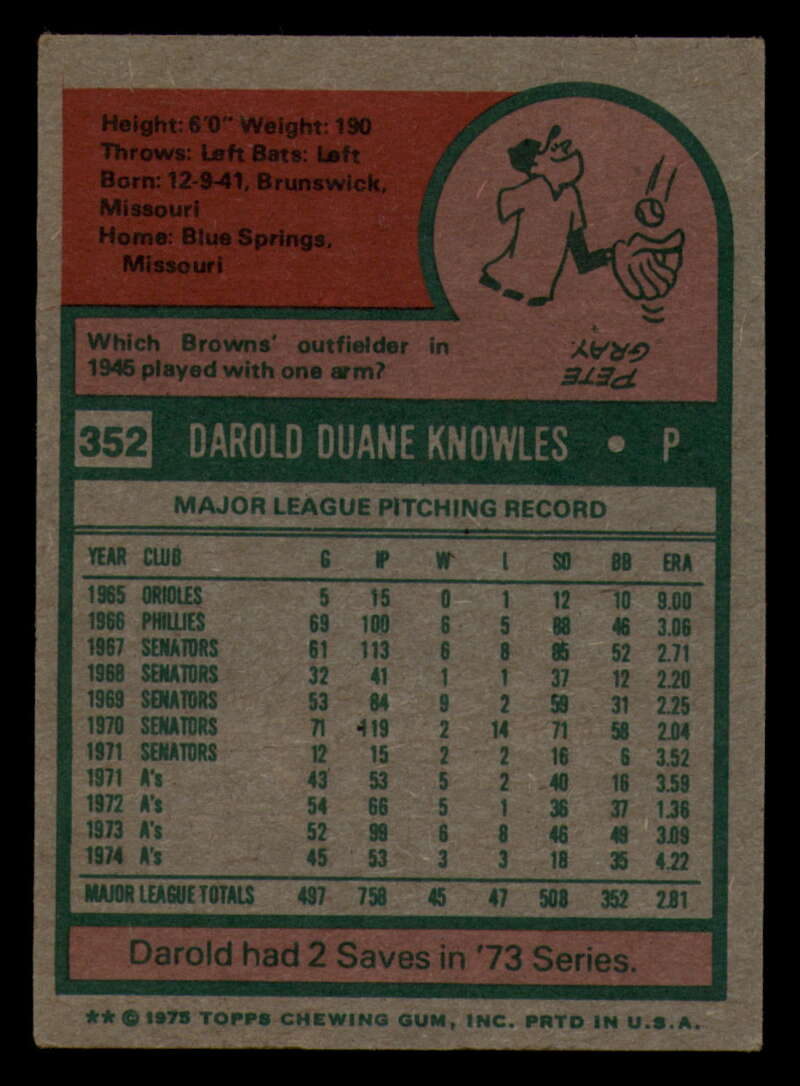 Height: 6'0" Weight: 190
Throws: Left Bats: Left
Born: 12-9-41, Brunswick,
Missouri
Home: Blue Springs,
Missouri
Which Browns' outfielder in
1945 played with one arm?
PETE
GRAY.
352 DAROLD DUANE KNOWLES • P
MAJOR LEAGUE PITCHING RECORD
YEAR CLUB G IP W L SO BB ERA
1965 ORIOLES 5 15 0 1 12 10 9.00
1966 PHILLIES 69 100 6 5 88 46 3.06
1967 SENATORS 61 113 6 8 85 52 2.71
1968 SENATORS 32 41 1 1 37 12 2.20
1969 SENATORS 53 84 9 2 59 31 2.25
1970 SENATORS 71 119 2 14 71 58 2.04
1971 SENATORS 12 15 2 2 16 6 3.52
1971 A's 43 53 5 2 40 16 3.59
1972 A's 54 66 5 1 36 37 1.36
1973 A's 52 99 6 8 46 49 3.09
1974 A's 45 53 3 3 18 35 4.22
MAJOR LEAGUE TOTALS 497 758 45 47 508 352 2.81
Darold had 2 Saves in '73 Series.
** © 1975 TOPPS CHEWING GUM, INC. PRTD IN U.S.A.